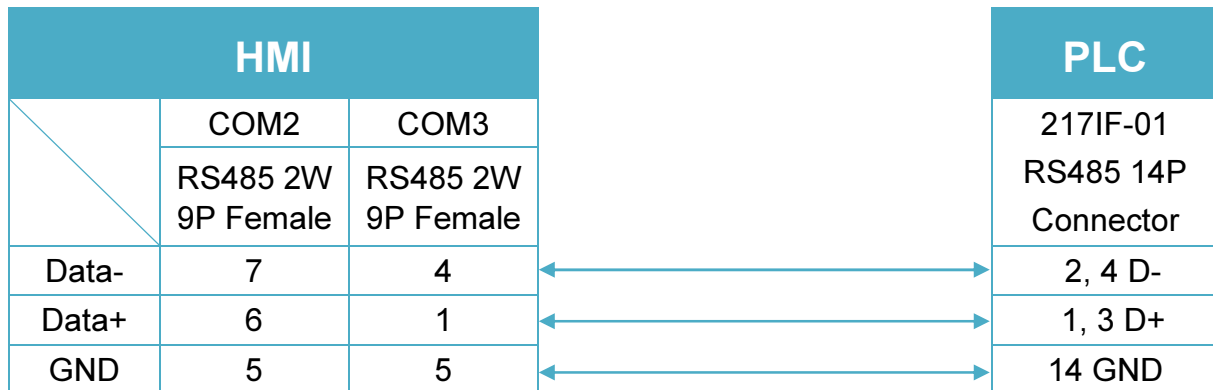 HMI PLC
COM2 COM3 217IF-01
RS485 2W RS485 2W RS485 14P
9P Female 9P Female Connector
Data- 7 4 2, 4 D-
Data+ 6 1 1, 3 D+
GND 5 5 14 GND